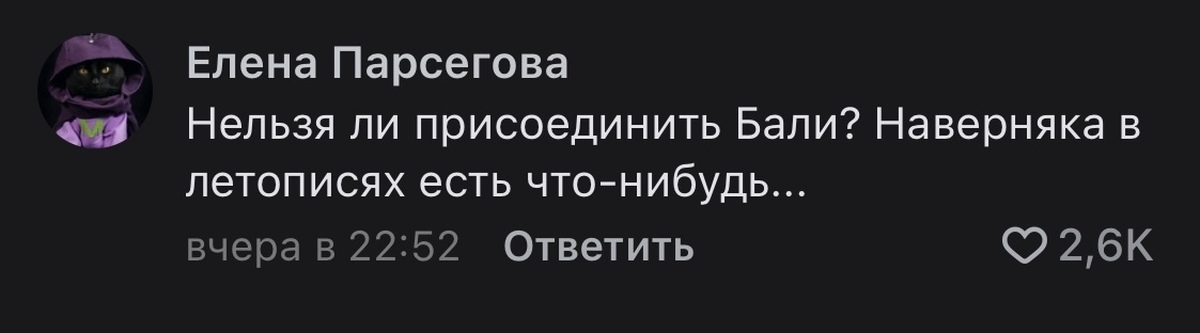 Елена Парсегова
Нельзя ли присоединить Бали? Наверняка в
летописях есть что-нибудь...
вчера в 22:52 Ответить 2,6K